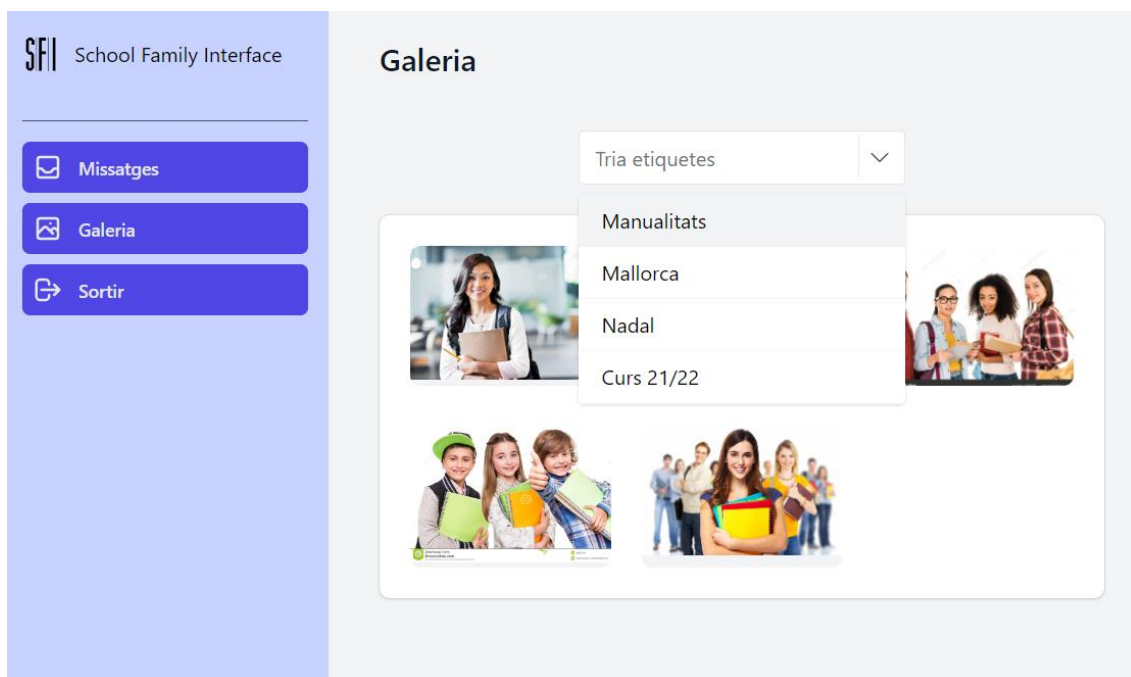 SFI School Family Interface
Missatges
Galeria
Sortir
Galeria
Tria etiquetes
Manualitats
Mallorca
Nadal
Curs 21/22